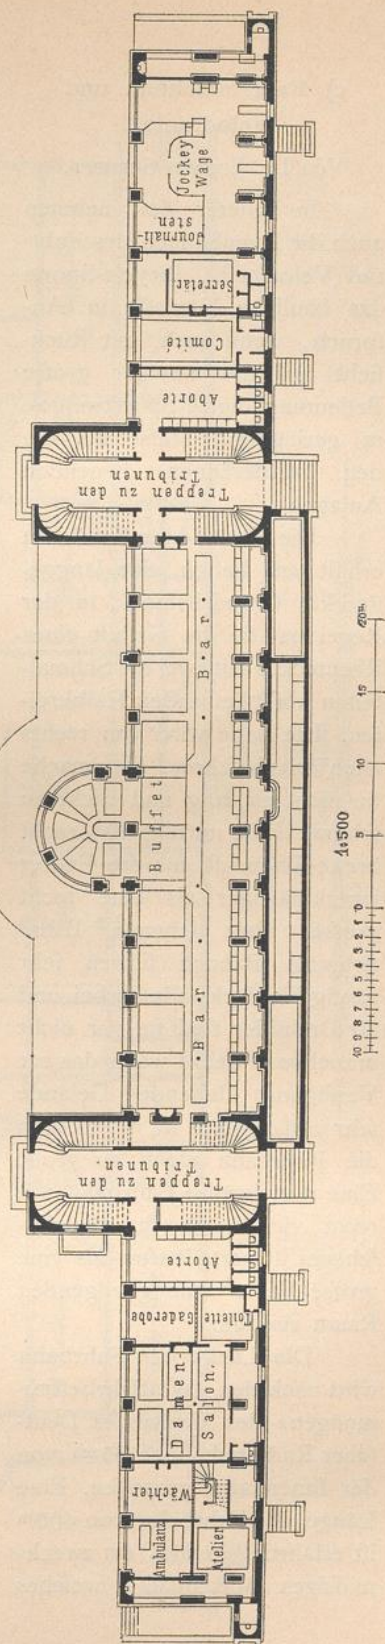 Ambulanz
Atelier
Wächter
Damen-
Salon.
Gaderobe
Toilette
Aborte
Treppen zu den
Tribunen.
Buffet
Bar
Bar
Treppen zu den
Tribunen
Aborte
Comité
Secretär
Journali-
sten
Jockey
Wage
1:500
10 9 8 7 6 5 4 3 2 1 0 5 10 15 20m.